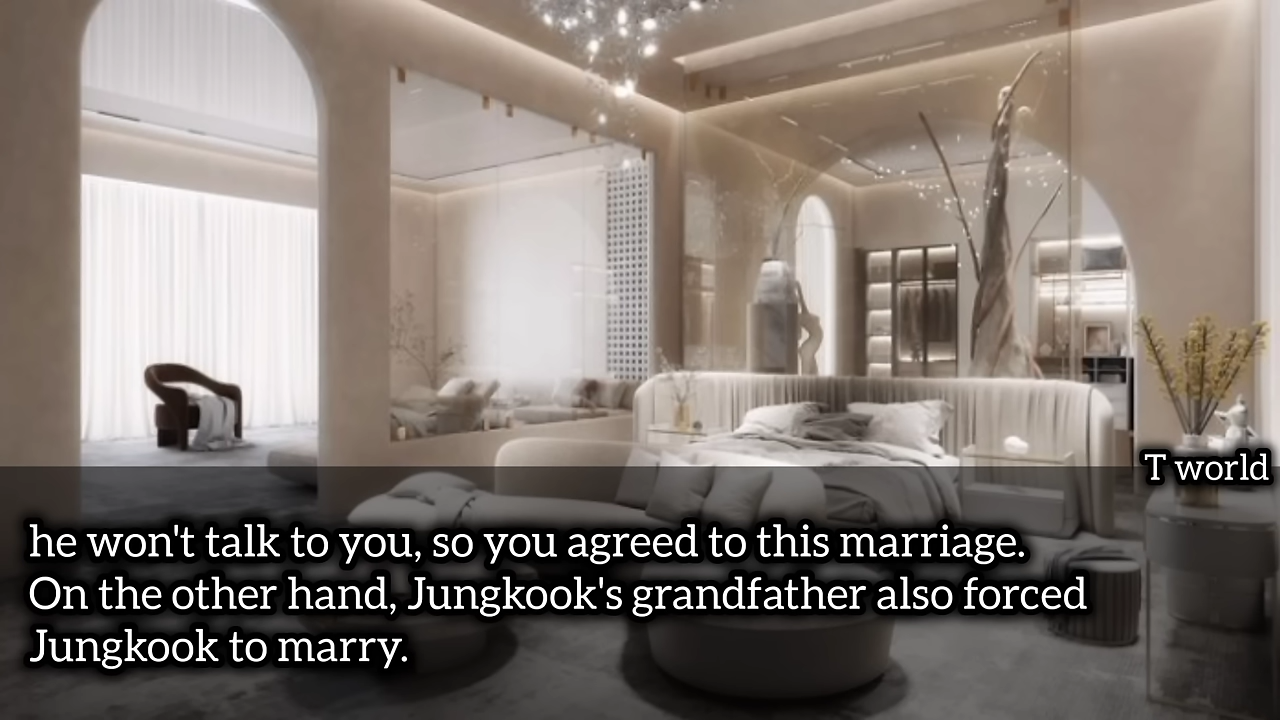 T world
he won't talk to you, so you agreed to this marriage.
On the other hand, Jungkook's grandfather also forced
Jungkook to marry.